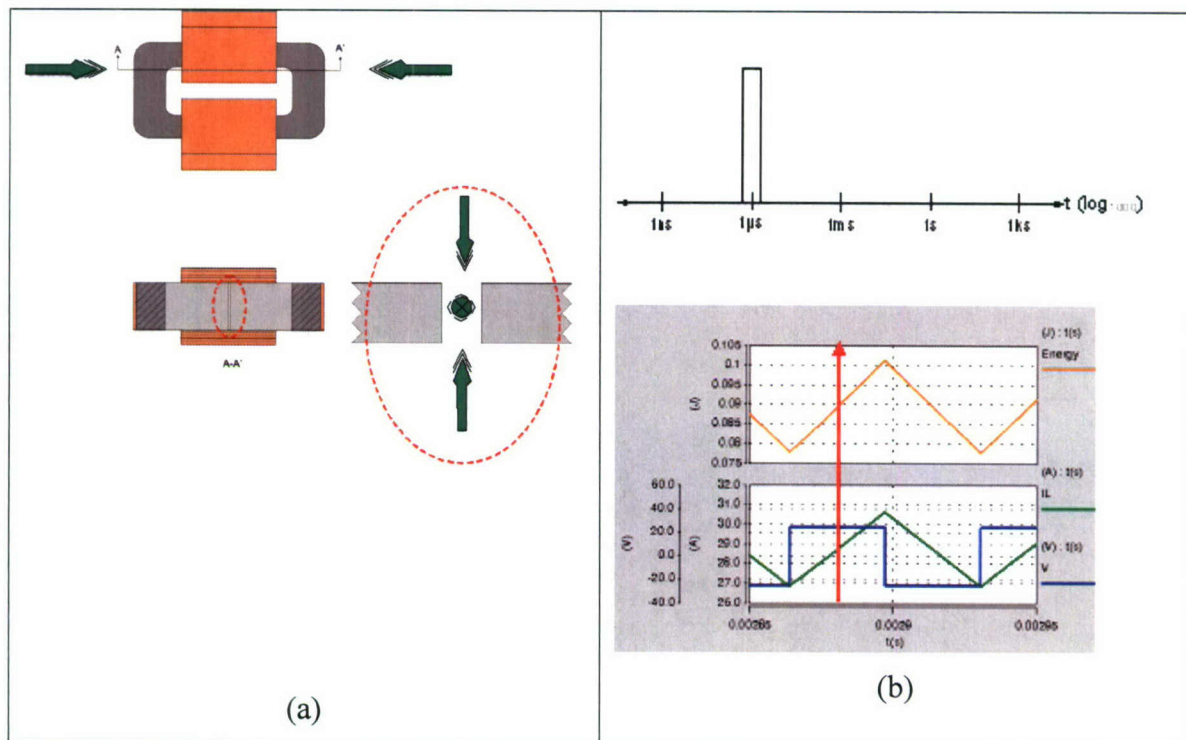 A A'
A-A'
(a)
t (log
1ns 1µs 1ms 1s 1ks
(J) : t(s)
Energy
0.105
0.1
0.095
0.09
0.085
0.08
0.075
(J)
(A) : t(s)
IL
(V) : t(s)
V
60.0
40.0
20.0
0.0
-20.0
-40.0
(V)
32.0
31.0
30.0
29.0
28.0
27.0
26.0
(A)
0.00285 0.0029 0.00295
t(s)
(b)